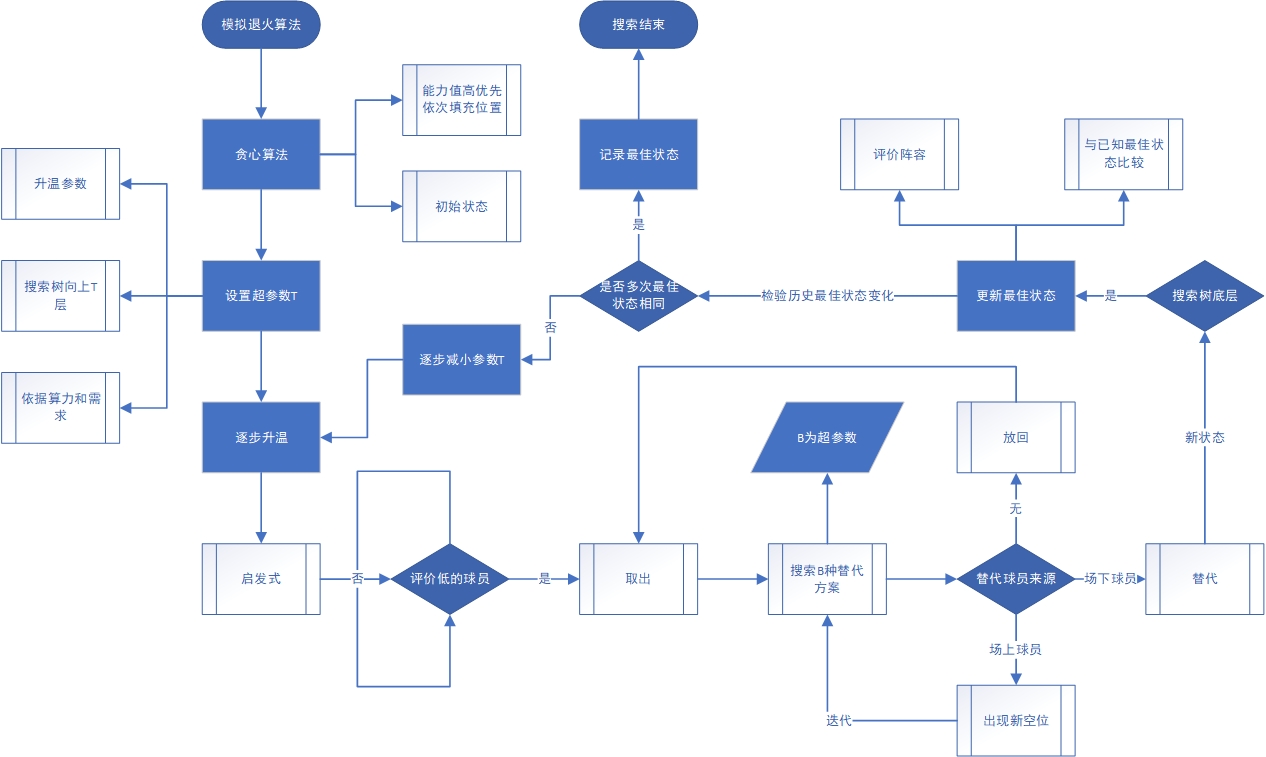 模拟退火算法
搜索结束
能力值高优先
依次填充位置
贪心算法
记录最佳状态
评价阵容
与已知最佳状
态比较
升温参数
初始状态
是
搜索树向上T
层
设置超参数T
是否多次最佳
状态相同
检验历史最佳状态变化
更新最佳状态
是
搜索树底层
否
逐步减小参数T
依据算力和需
求
逐步升温
B为超参数
放回
新状态
无
启发式
否
评价低的球员
是
取出
搜索B种替代
方案
替代球员来源
场下球员
替代
场上球员
迭代
出现新空位